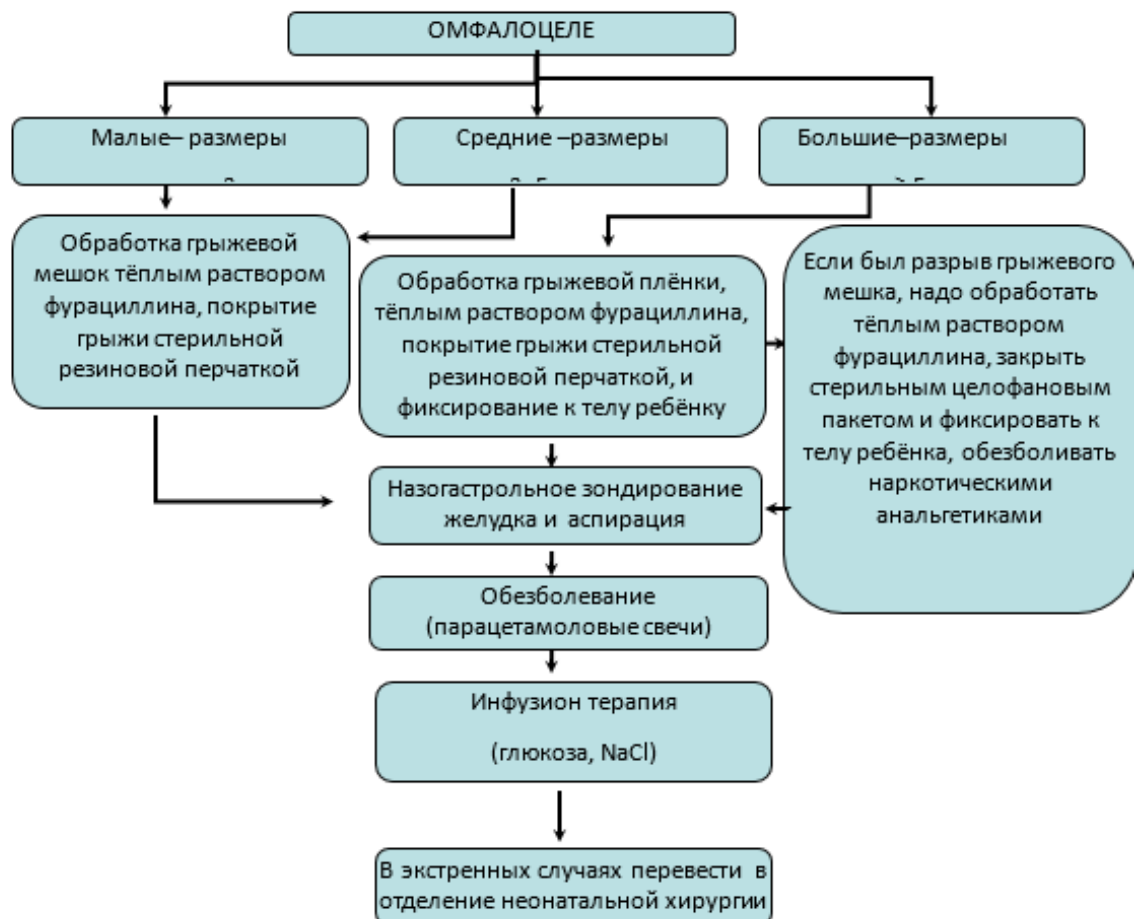 ОМФАЛОЦЕЛЕ
Малые– размеры
Средние –размеры
Большие–размеры
Обработка грыжевой
мешок тёплым раствором
фурациллина, покрытие
грыжи стерильной
резиновой перчаткой
Обработка грыжевой плёнки,
тёплым раствором фурациллина,
покрытие грыжи стерильной
резиновой перчаткой, и
фиксирование к телу ребёнку
Если был разрыв грыжевого
мешка, надо обработать
тёплым раствором
фурациллина, закрыть
стерильным целофановым
пакетом и фиксировать к
телу ребёнка, обезболивать
наркотическими
анальгетиками
Назогастрольное зондирование
желудка и аспирация
Обезболевание
(парацетамоловые свечи)
Инфузион терапия
(глюкоза, NaCl)
В экстренных случаях перевести в
отделение неонатальной хирургии